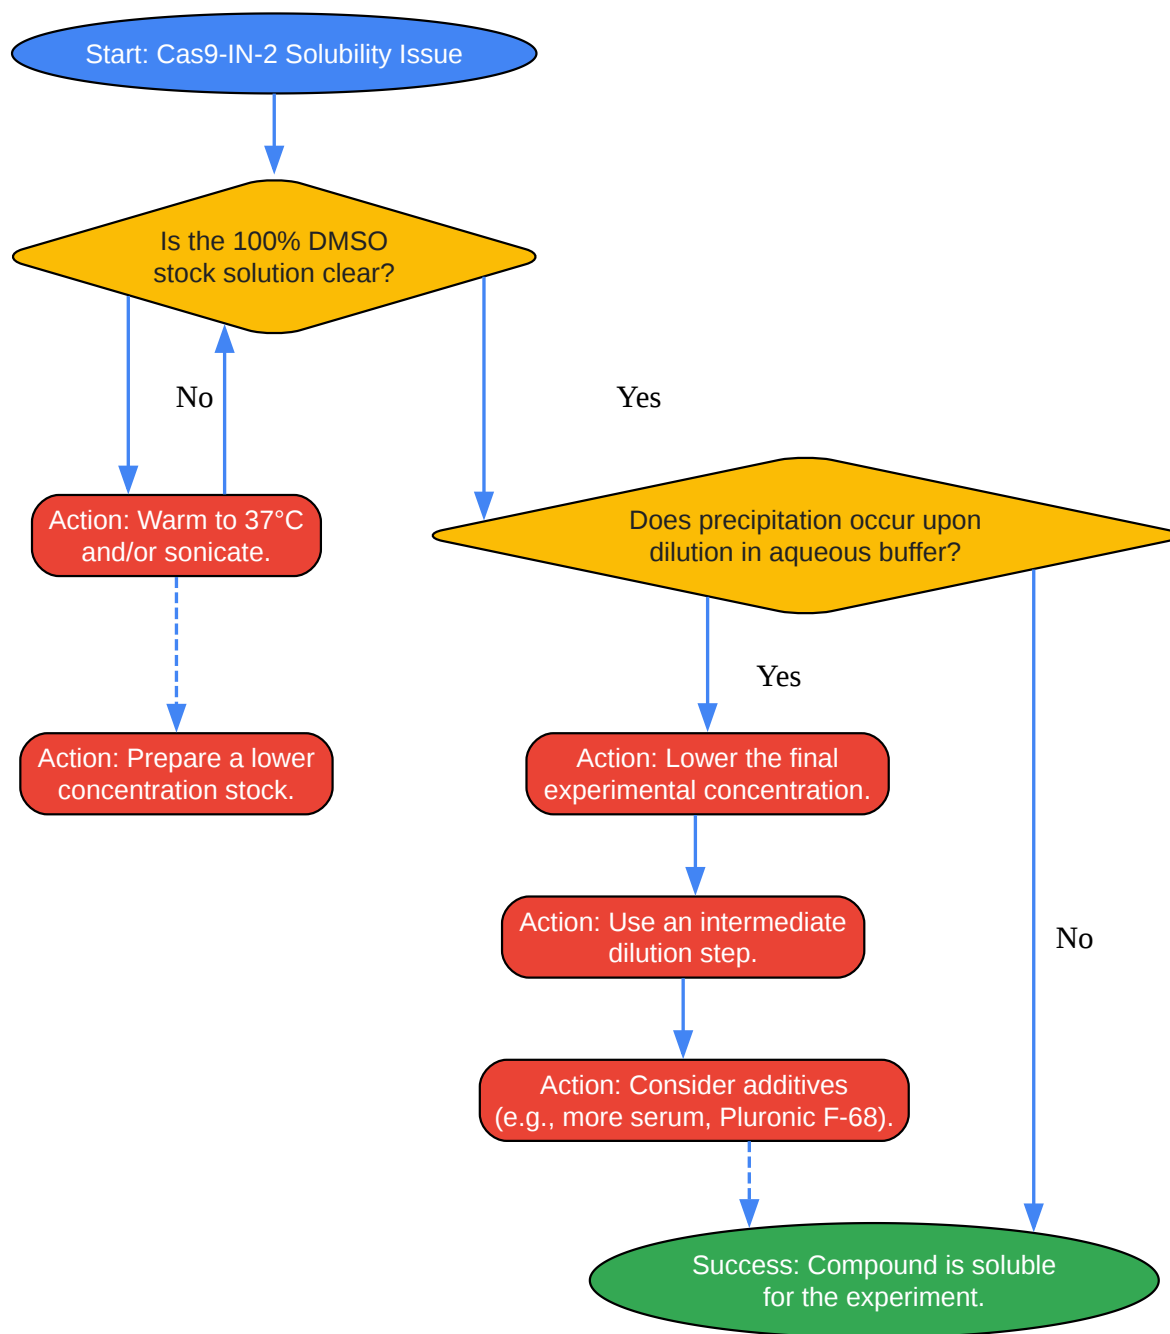 Start: Cas9-IN-2 Solubility Issue
Is the 100% DMSO
stock solution clear?
No
Yes
Action: Warm to 37°C
and/or sonicate.
Does precipitation occur upon
dilution in aqueous buffer?
Yes
Action: Prepare a lower
concentration stock.
Action: Lower the final
experimental concentration.
Action: Use an intermediate
dilution step.
No
Action: Consider additives
(e.g., more serum, Pluronic F-68).
Success: Compound is soluble
for the experiment.